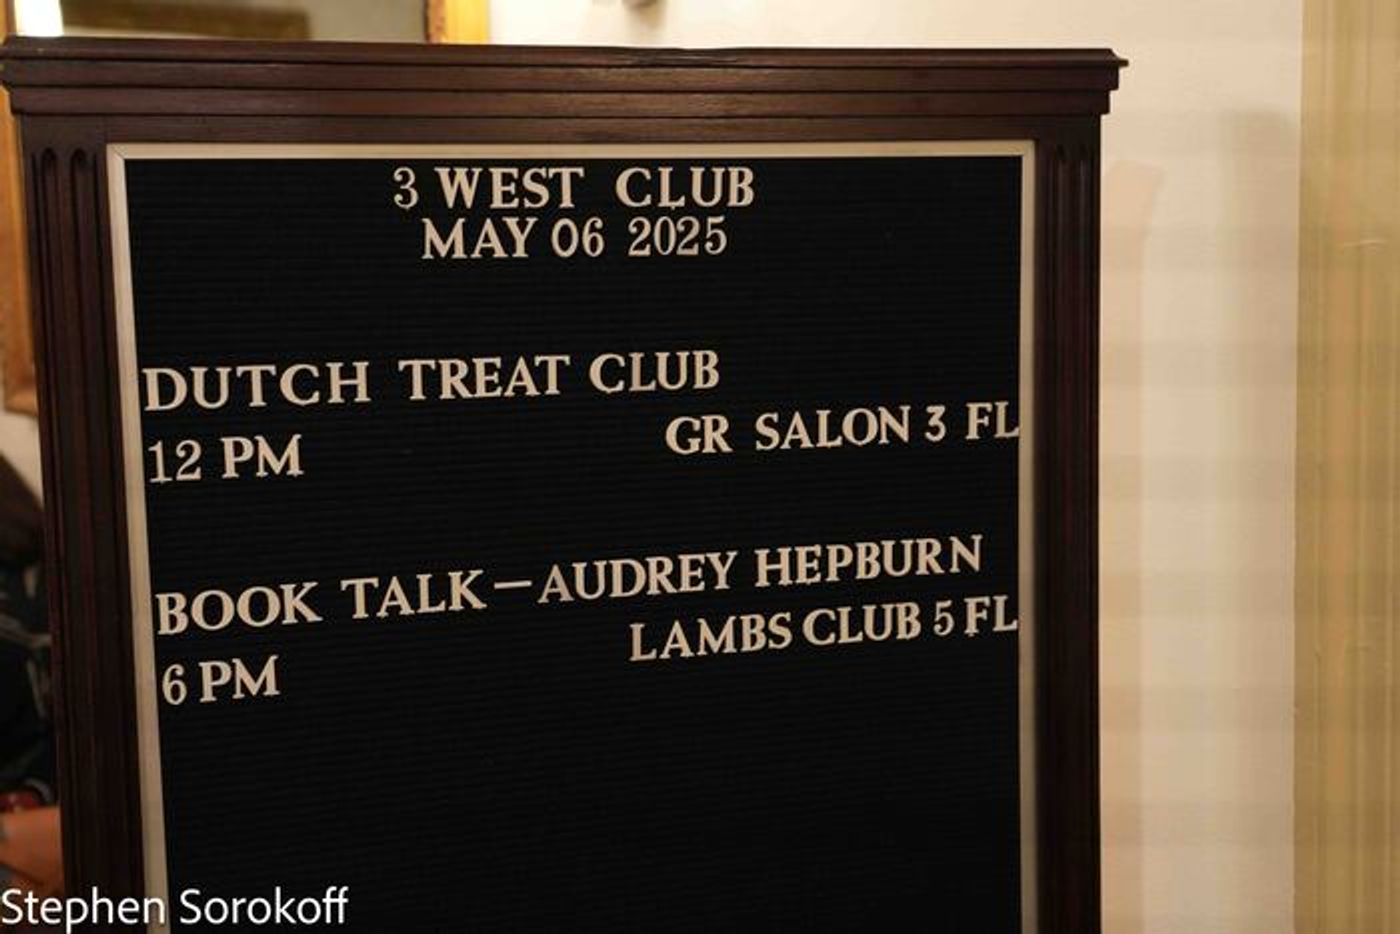 3 WEST CLUB
MAY 06 2025
DUTCH TREAT CLUB
GR SALON 3 FL
12 PM
BOOK TALK—AUDREY HEPBURN
LAMBS CLUB 5 FL
6 PM
Stephen Sorokoff